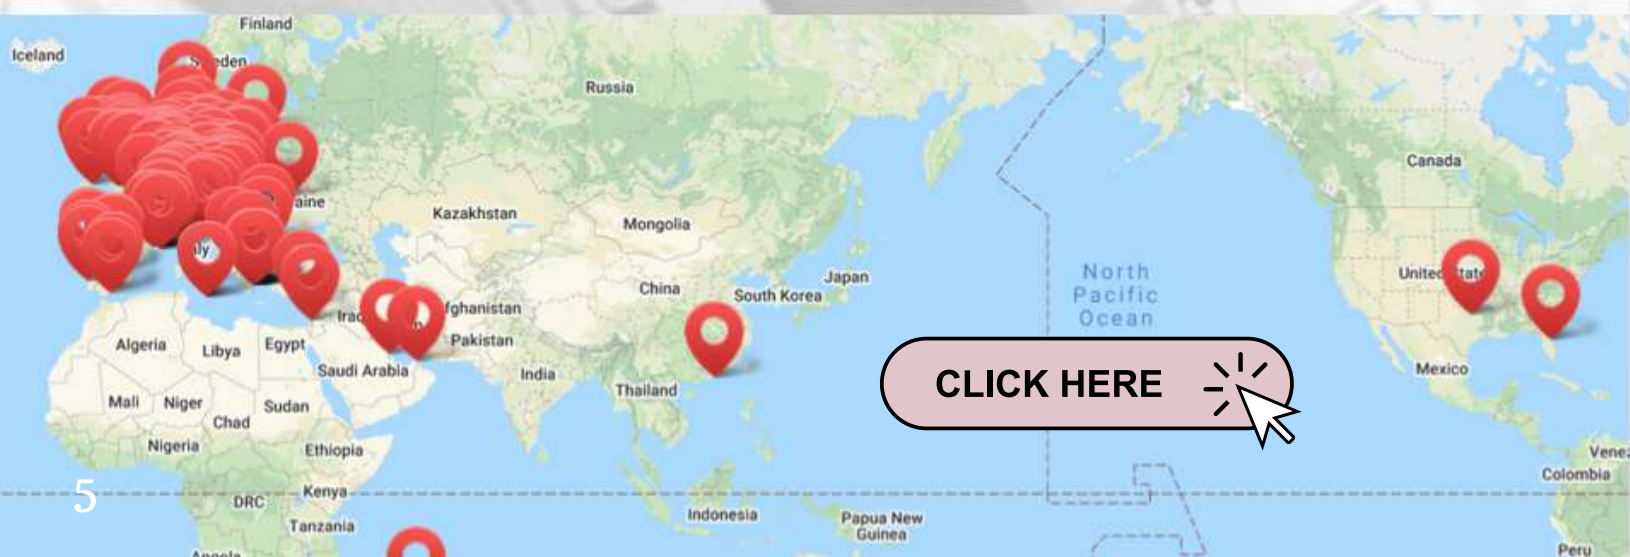 Finland
Iceland
Russia
Canada
Kazakhstan
Mongolia
North
Pacific
Ocean
Japan
China
South Korea
Pakistan
Algeria
Libya
Egypt
Saudi Arabia
India
Thailand
Mexico
CLICK HERE
Mali
Niger
Chad
Sudan
Nigeria
Ethiopia
Colombia
5
DRC
Kenya
Tanzania
Indonesia
Papua New
Guinea
Peru